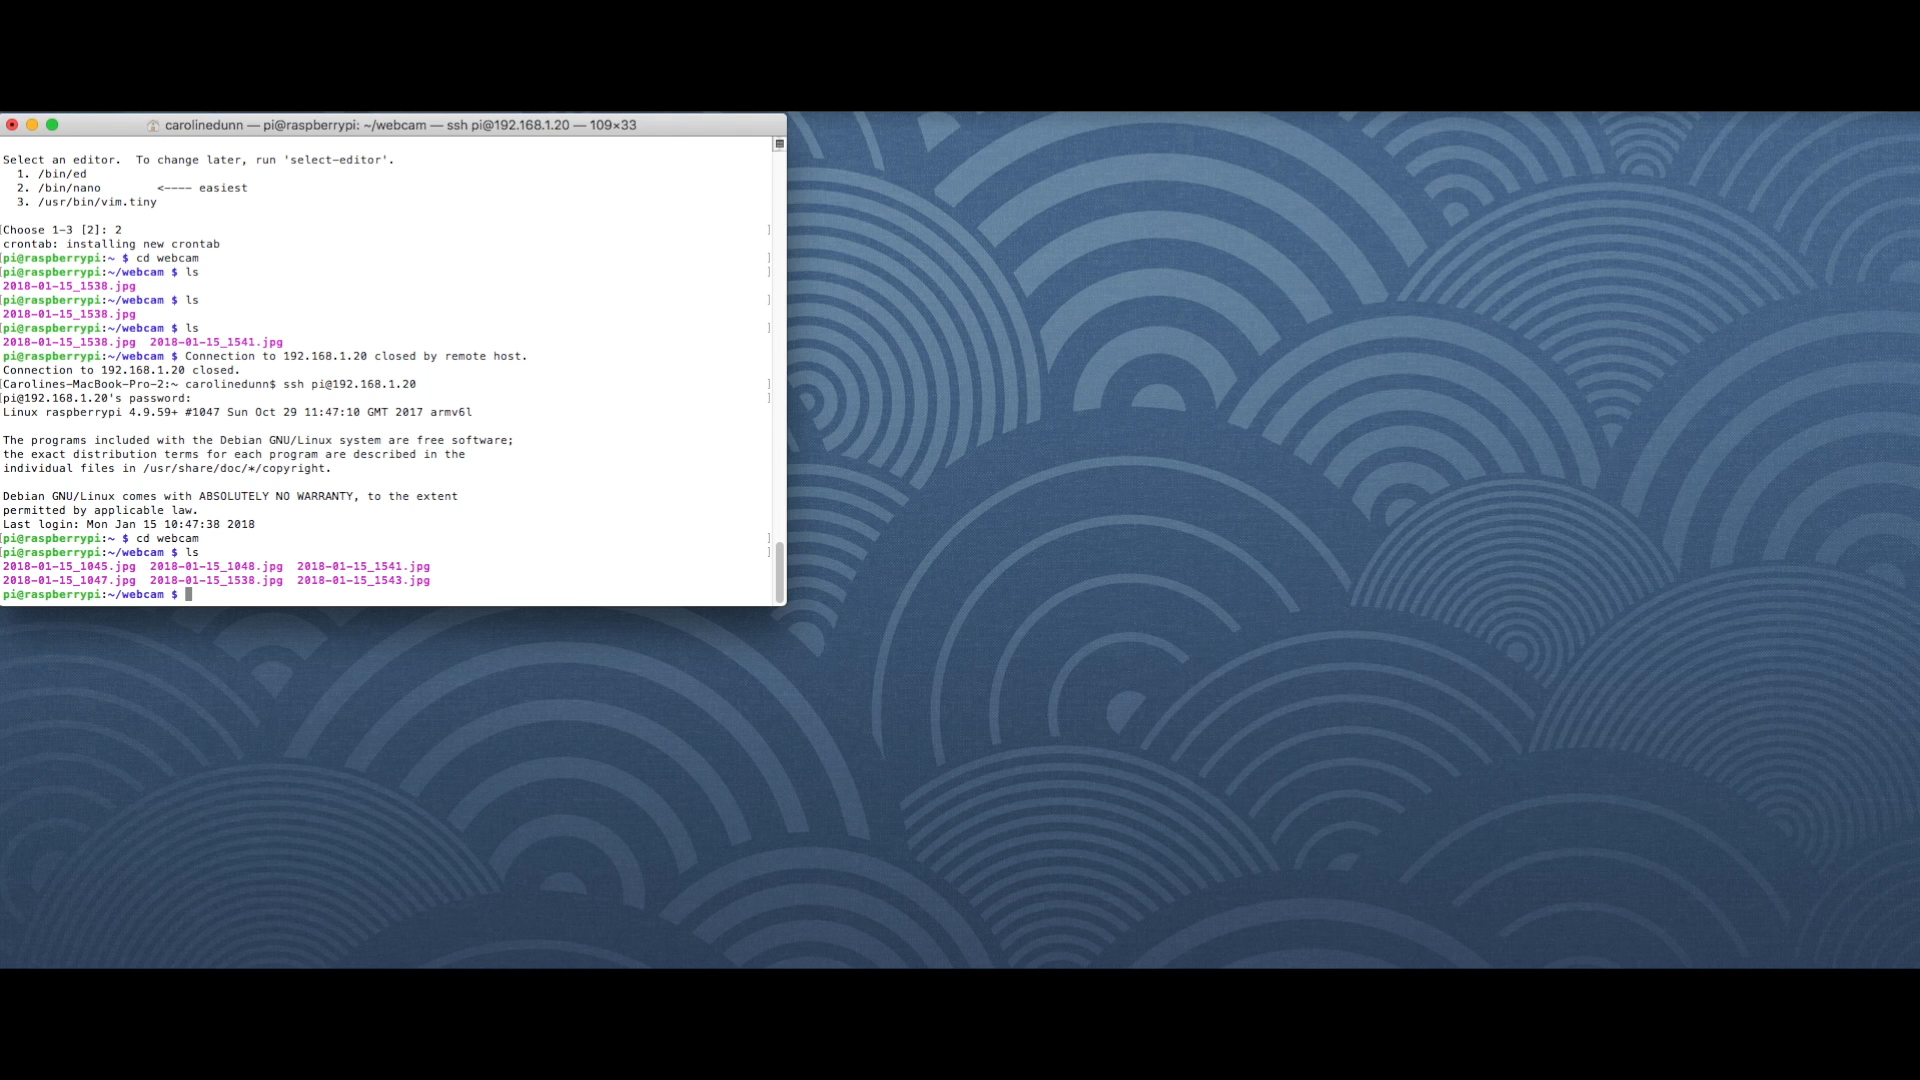 carolinedunn — pi@raspberrypi: ~/webcam — ssh pi@192.168.1.20 — 109×33
Select an editor.  To change later, run 'select-editor'.
  1. /bin/ed
  2. /bin/nano        <---- easiest
  3. /usr/bin/vim.tiny
[Choose 1-3 [2]: 2 ]
crontab: installing new crontab
[pi@raspberrypi:~ $ cd webcam ]
[pi@raspberrypi:~/webcam $ ls ]
2018-01-15_1538.jpg
[pi@raspberrypi:~/webcam $ ls ]
2018-01-15_1538.jpg
[pi@raspberrypi:~/webcam $ ls ]
2018-01-15_1538.jpg  2018-01-15_1541.jpg
pi@raspberrypi:~/webcam $ Connection to 192.168.1.20 closed by remote host.
Connection to 192.168.1.20 closed.
[Carolines-MacBook-Pro-2:~ carolinedunn$ ssh pi@192.168.1.20 ]
[pi@192.168.1.20's password: ]
Linux raspberrypi 4.9.59+ #1047 Sun Oct 29 11:47:10 GMT 2017 armv6l
The programs included with the Debian GNU/Linux system are free software;
the exact distribution terms for each program are described in the
individual files in /usr/share/doc/*/copyright.
Debian GNU/Linux comes with ABSOLUTELY NO WARRANTY, to the extent
permitted by applicable law.
Last login: Mon Jan 15 10:47:38 2018
[pi@raspberrypi:~ $ cd webcam ]
[pi@raspberrypi:~/webcam $ ls ]
2018-01-15_1045.jpg  2018-01-15_1048.jpg  2018-01-15_1541.jpg
2018-01-15_1047.jpg  2018-01-15_1538.jpg  2018-01-15_1543.jpg
pi@raspberrypi:~/webcam $